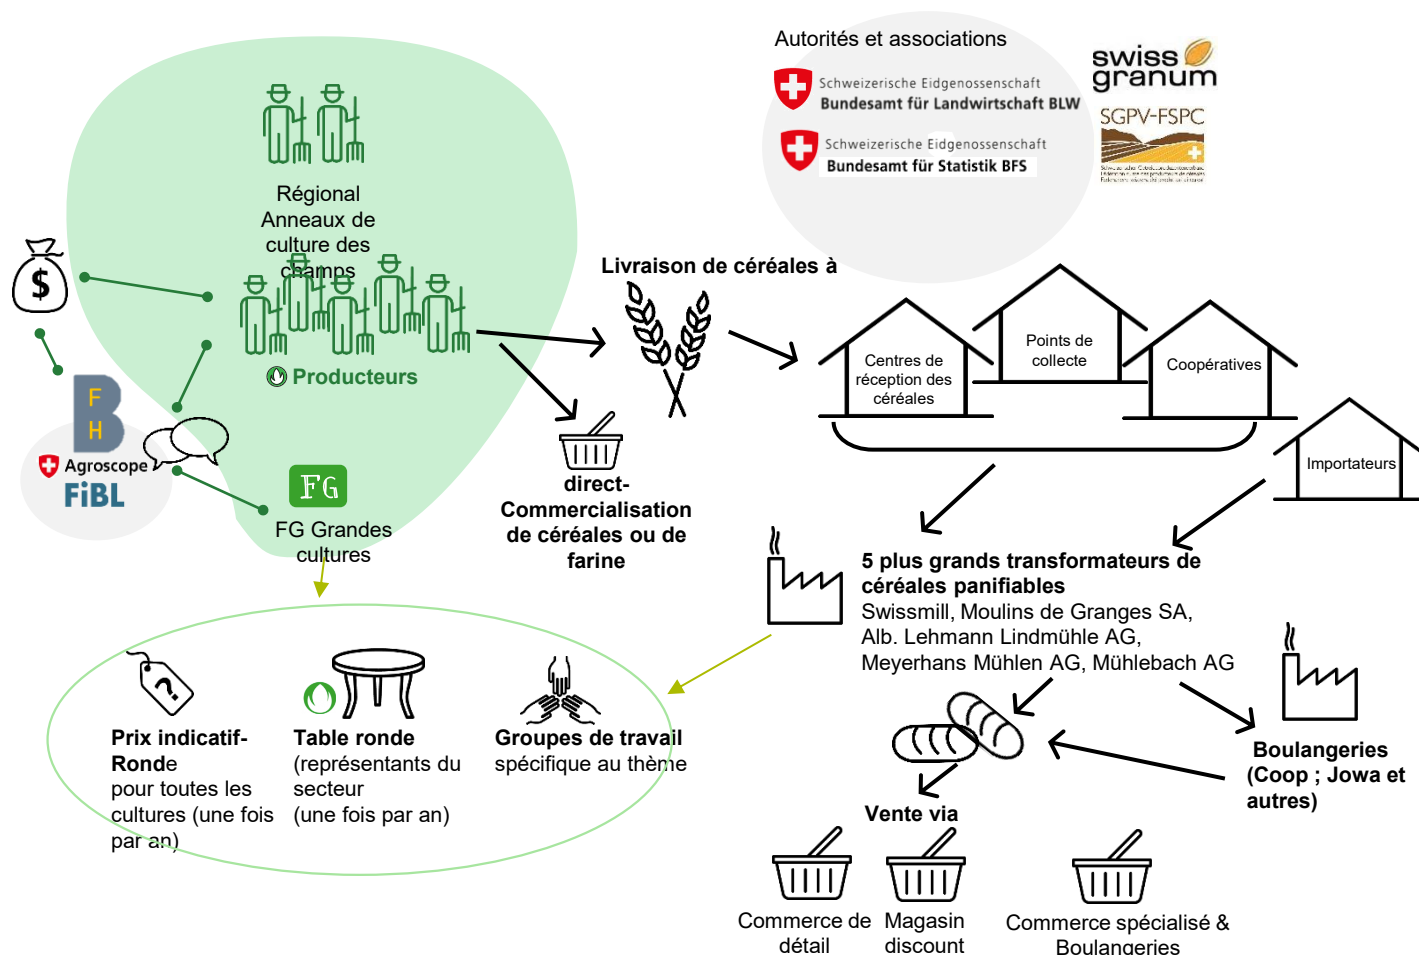 Autorités et associations
Schweizerische Eidgenossenschaft
Bundesamt für Landwirtschaft BLW
Schweizerische Eidgenossenschaft
Bundesamt für Statistik BFS
swiss
granum
SGPV-FSPC
Régional
Anneaux de
culture des
champs
$
Producteurs
B
F
H
Agroscope
FiBL
FG
FG Grandes
cultures
Livraison de céréales à
Centres de
réception des
céréales
Points de
collecte
Coopératives
Importateurs
direct-
Commercialisation
de céréales ou de
farine
5 plus grands transformateurs de
céréales panifiables
Swissmill, Moulins de Granges SA,
Alb. Lehmann Lindmühle AG,
Meyerhans Mühlen AG, Mühlebach AG
Boulangeries
(Coop ; Jowa et
autres)
?
Prix indicatif-
Ronde
pour toutes les
cultures (une fois
par an)
Table ronde
(représentants du
secteur
(une fois par an)
Groupes de travail
spécifique au thème
Vente via
Commerce de
détail
Magasin
discount
Commerce spécialisé &
Boulangeries